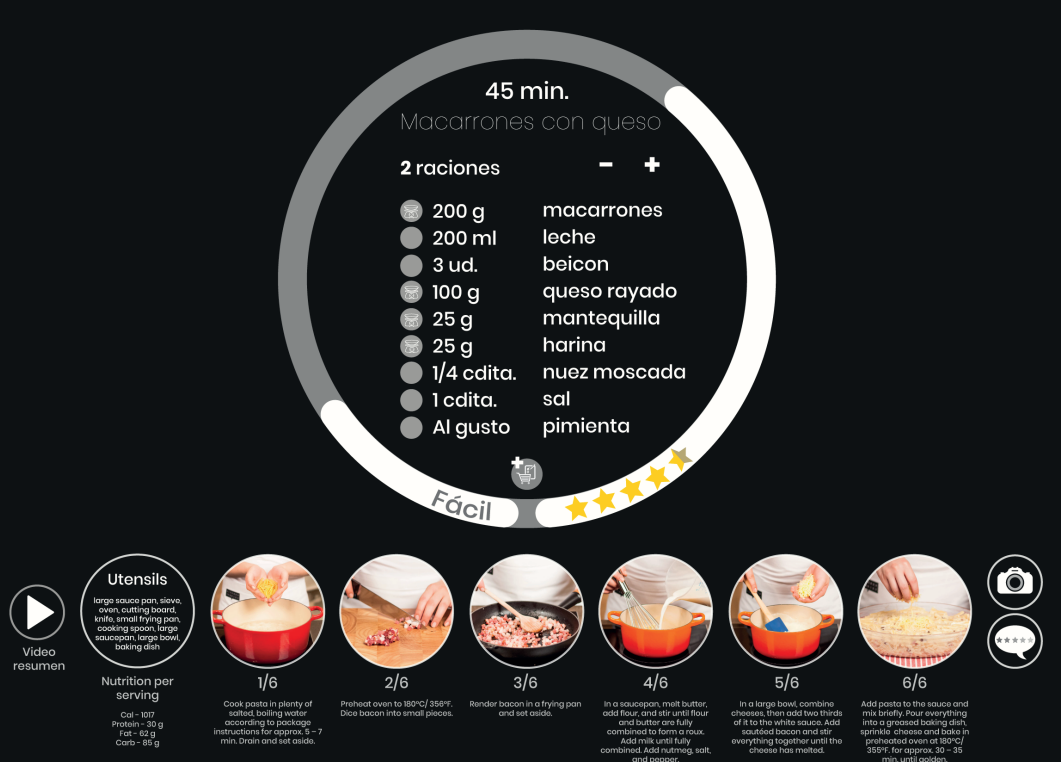 45 min.
Macarrones con queso
2 raciones - +
200 g macarrones
200 ml leche
3 ud. beicon
100 g queso rayado
25 g mantequilla
25 g harina
1/4 cdita. nuez moscada
1 cdita. sal
Al gusto pimienta
Fácil
Video
resumen
Utensils
large sauce pan, sieve,
oven, cutting board,
knife, small frying pan,
cooking spoon, large
saucepan, large bowl,
baking dish
Nutrition per
serving
Cal - 1017
Protein - 30 g
Fat - 62 g
Carb - 85 g
1/6
Cook pasta in plenty of
salted, boiling water
according to package
instructions for approx. 5 - 7
min. Drain and set aside.
2/6
Preheat oven to 180°C/ 356°F.
Dice bacon into small pieces.
3/6
Render bacon in a frying pan
and set aside.
4/6
In a saucepan, melt butter,
add flour, and stir until flour
and butter are fully
combined to form a roux.
Add milk until fully
combined. Add nutmeg, salt,
and pepper.
5/6
In a large bowl, combine
cheeses, then add two thirds
of it to the white sauce. Add
sautéed bacon and stir
everything together until the
cheese has melted.
6/6
Add pasta to the sauce and
mix briefly. Pour everything
into a greased baking dish,
sprinkle cheese and bake in
preheated oven at 180°C/
355°F. for approx. 30 - 35
min. until golden.